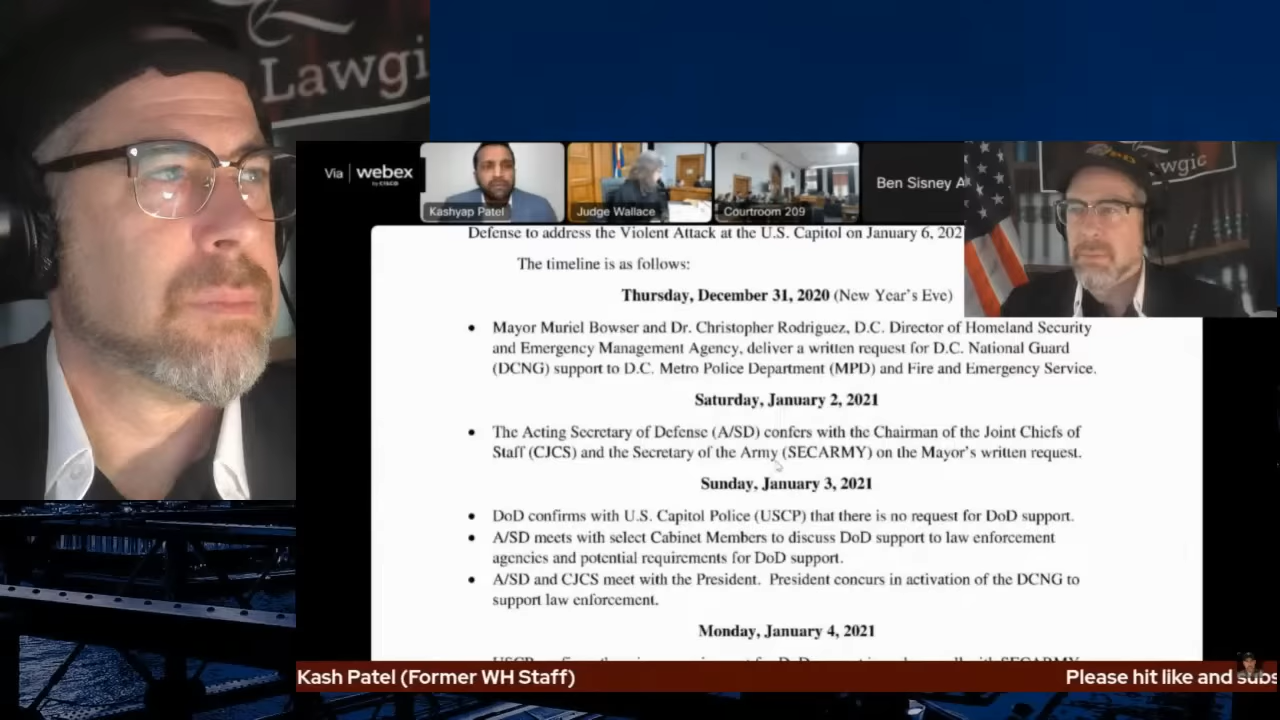 Lawgi
Via webex
by CISCO
Kashyap Patel
Judge Wallace
Courtroom 209
Ben Sisney A
wgic
Defense to address the Violent Attack at the U.S. Capitol on January 6, 202
The timeline is as follows:
Thursday, December 31, 2020 (New Year's Eve)
• Mayor Muriel Bowser and Dr. Christopher Rodriguez, D.C. Director of Homeland Security
and Emergency Management Agency, deliver a written request for D.C. National Guard
(DCNG) support to D.C. Metro Police Department (MPD) and Fire and Emergency Service.
Saturday, January 2, 2021
• The Acting Secretary of Defense (A/SD) confers with the Chairman of the Joint Chiefs of
Staff (CJCS) and the Secretary of the Army (SECARMY) on the Mayor's written request.
Sunday, January 3, 2021
• DoD confirms with U.S. Capitol Police (USCP) that there is no request for DoD support.
• A/SD meets with select Cabinet Members to discuss DoD support to law enforcement
agencies and potential requirements for DoD support.
• A/SD and CJCS meet with the President. President concurs in activation of the DCNG to
support law enforcement.
Monday, January 4, 2021
Kash Patel (Former WH Staff)
Please hit like and subs